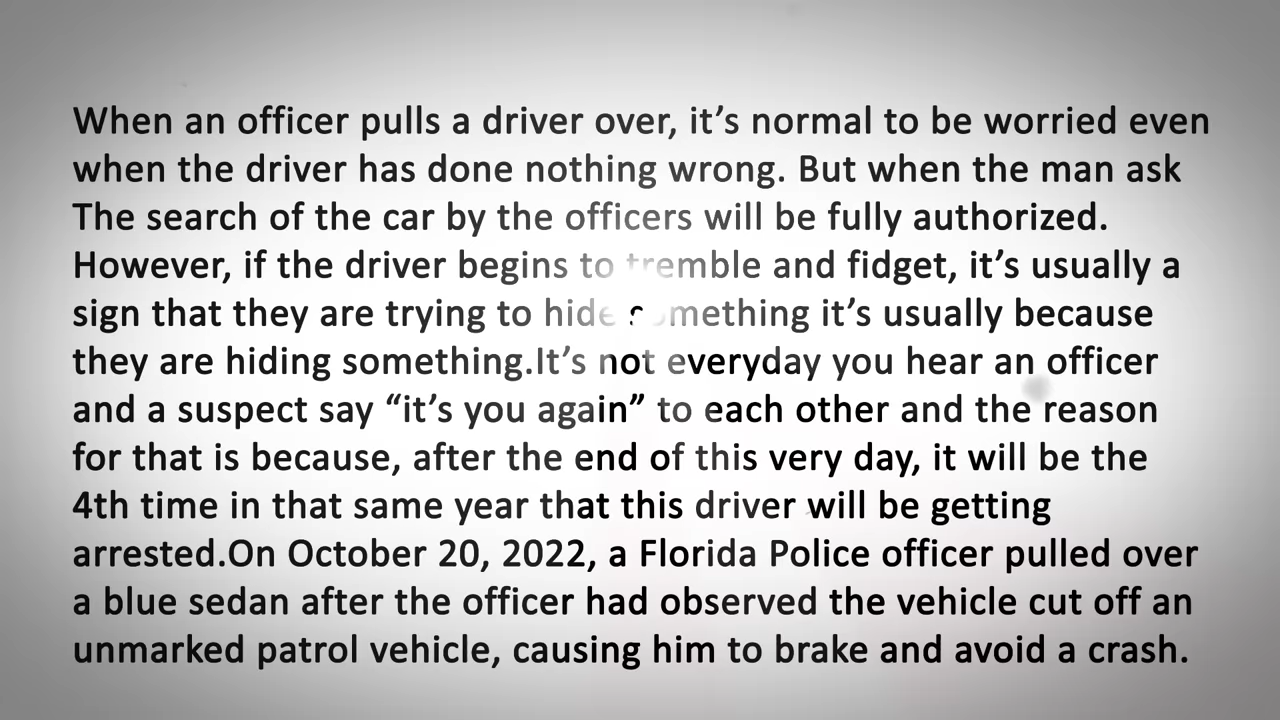 When an officer pulls a driver over, it’s normal to be worried even
when the driver has done nothing wrong. But when the man ask
The search of the car by the officers will be fully authorized.
However, if the driver begins to tremble and fidget, it’s usually a
sign that they are trying to hide something it’s usually because
they are hiding something.It’s not everyday you hear an officer
and a suspect say “it’s you again” to each other and the reason
for that is because, after the end of this very day, it will be the
4th time in that same year that this driver will be getting
arrested.On October 20, 2022, a Florida Police officer pulled over
a blue sedan after the officer had observed the vehicle cut off an
unmarked patrol vehicle, causing him to brake and avoid a crash.